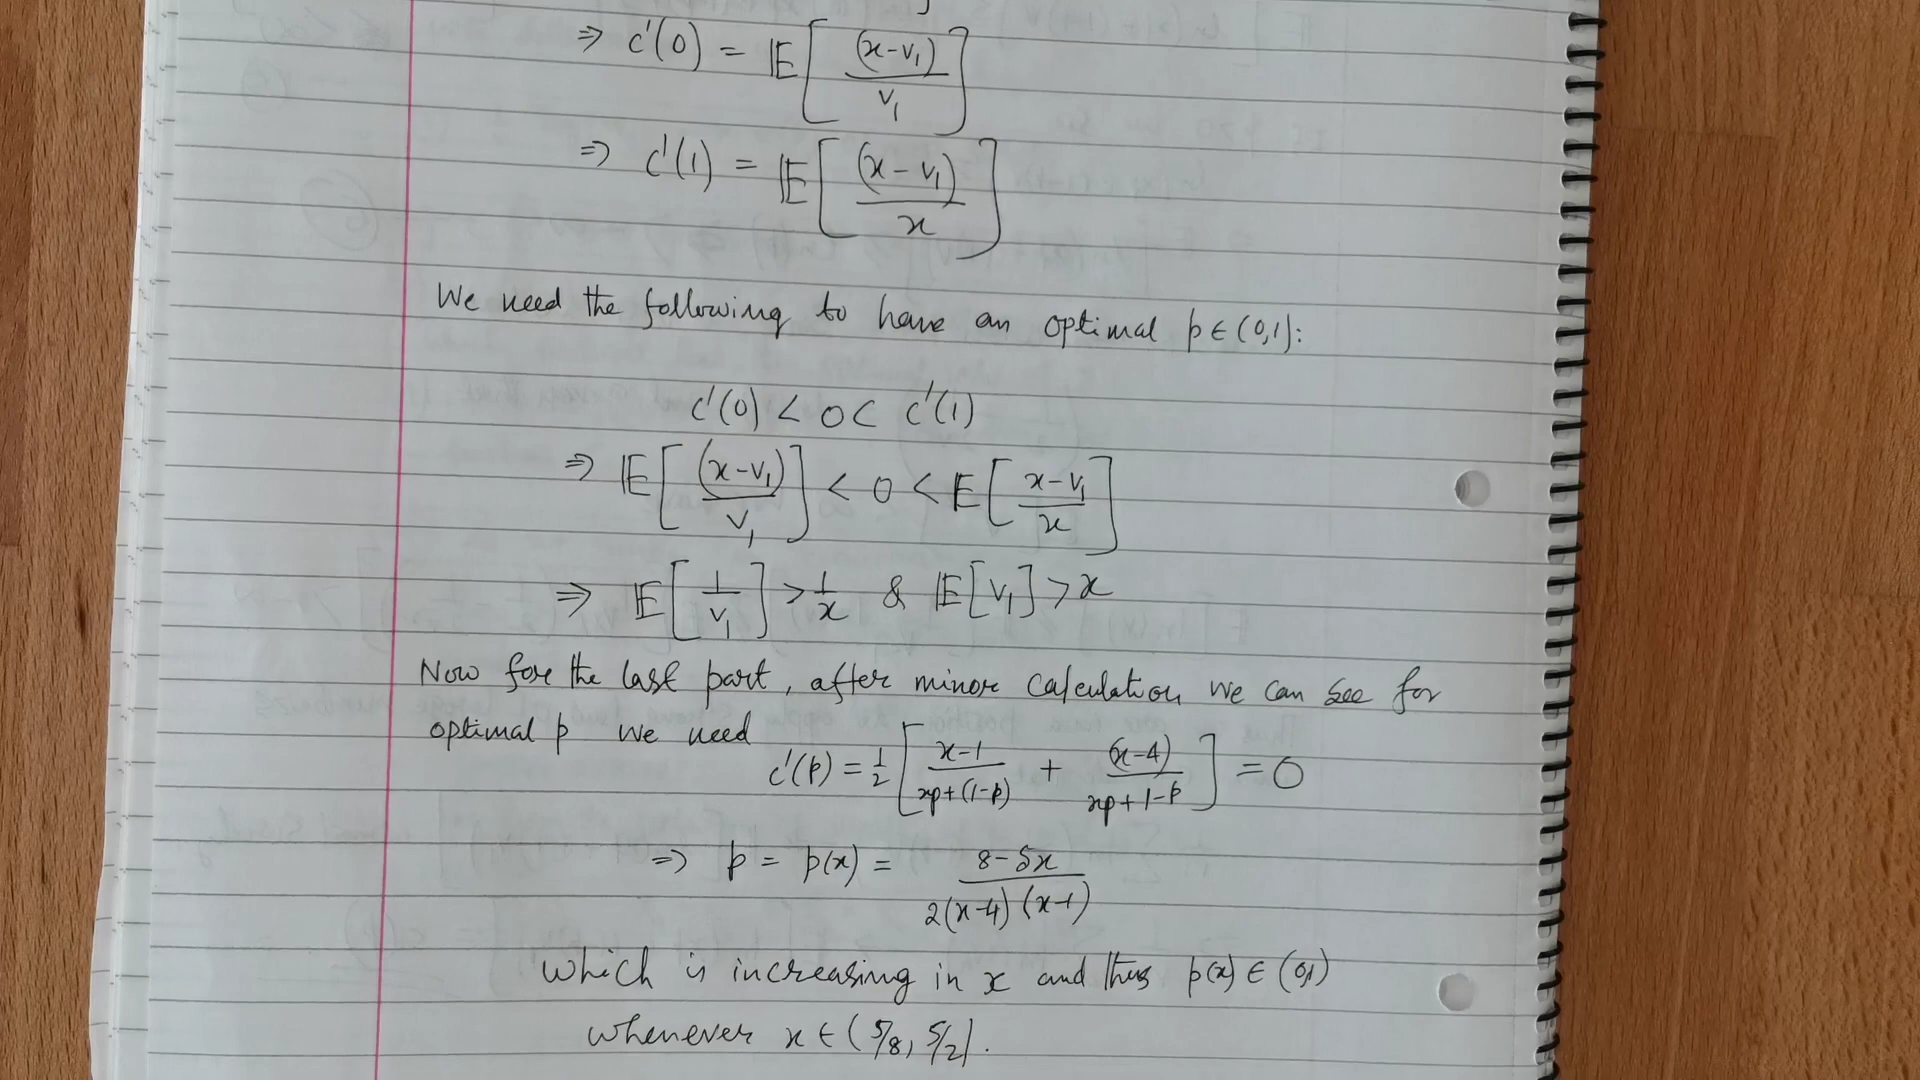 ⇒ c'(0) = 𝔼[ (x-v₁) / v₁ ]
⇒ c'(1) = 𝔼[ (x-v₁) / x ]
We need the following to have an optimal p ∈ (0,1):
c'(0) < 0 < c'(1)
⇒ 𝔼[ (x-v₁) / v₁ ] < 0 < 𝔼[ x-v₁ / x ]
⇒ 𝔼[ 1/v₁ ] > 1/x & 𝔼[v₁] > x
Now for the last part, after minor calculation we can see for
optimal p we need
c'(p) = 1/2 [ x-1 / xp+(1-p) + (x-4) / xp+1-p ] = 0
⇒ p = p(x) = 8-5x / 2(x-4)(x-1)
which is increasing in x and thus p(x) ∈ (0,1)
whenever x ∈ (5/8, 5/2).